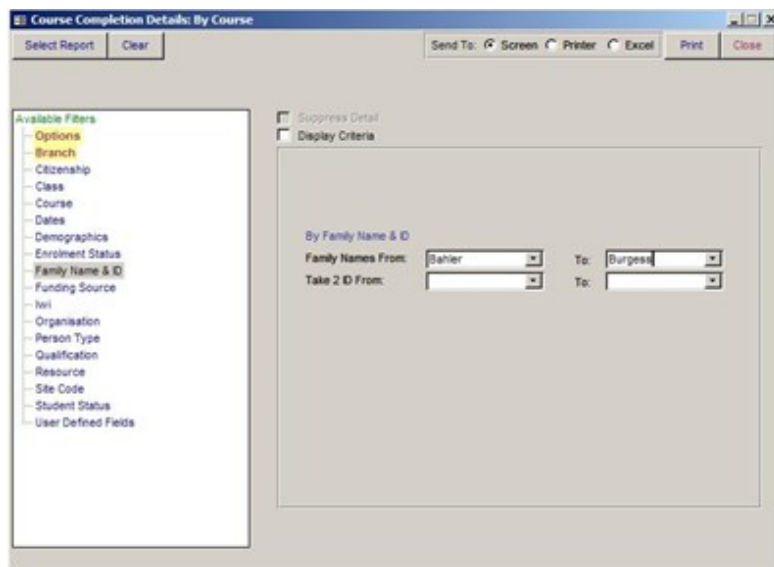 Course Completion Details: By Course
Select Report Clear Send To: Screen Printer Excel Print Close
Available Filters
Options
Branch
Citizenship
Class
Course
Dates
Demographics
Enrolment Status
Family Name & ID
Funding Source
Iwi
Organisation
Person Type
Qualification
Resource
Site Code
Student Status
User Defined Fields
Suppress Detail
Display Criteria
By Family Name & ID
Family Names From: Bahler To: Burgess
Take 2 ID From: To: